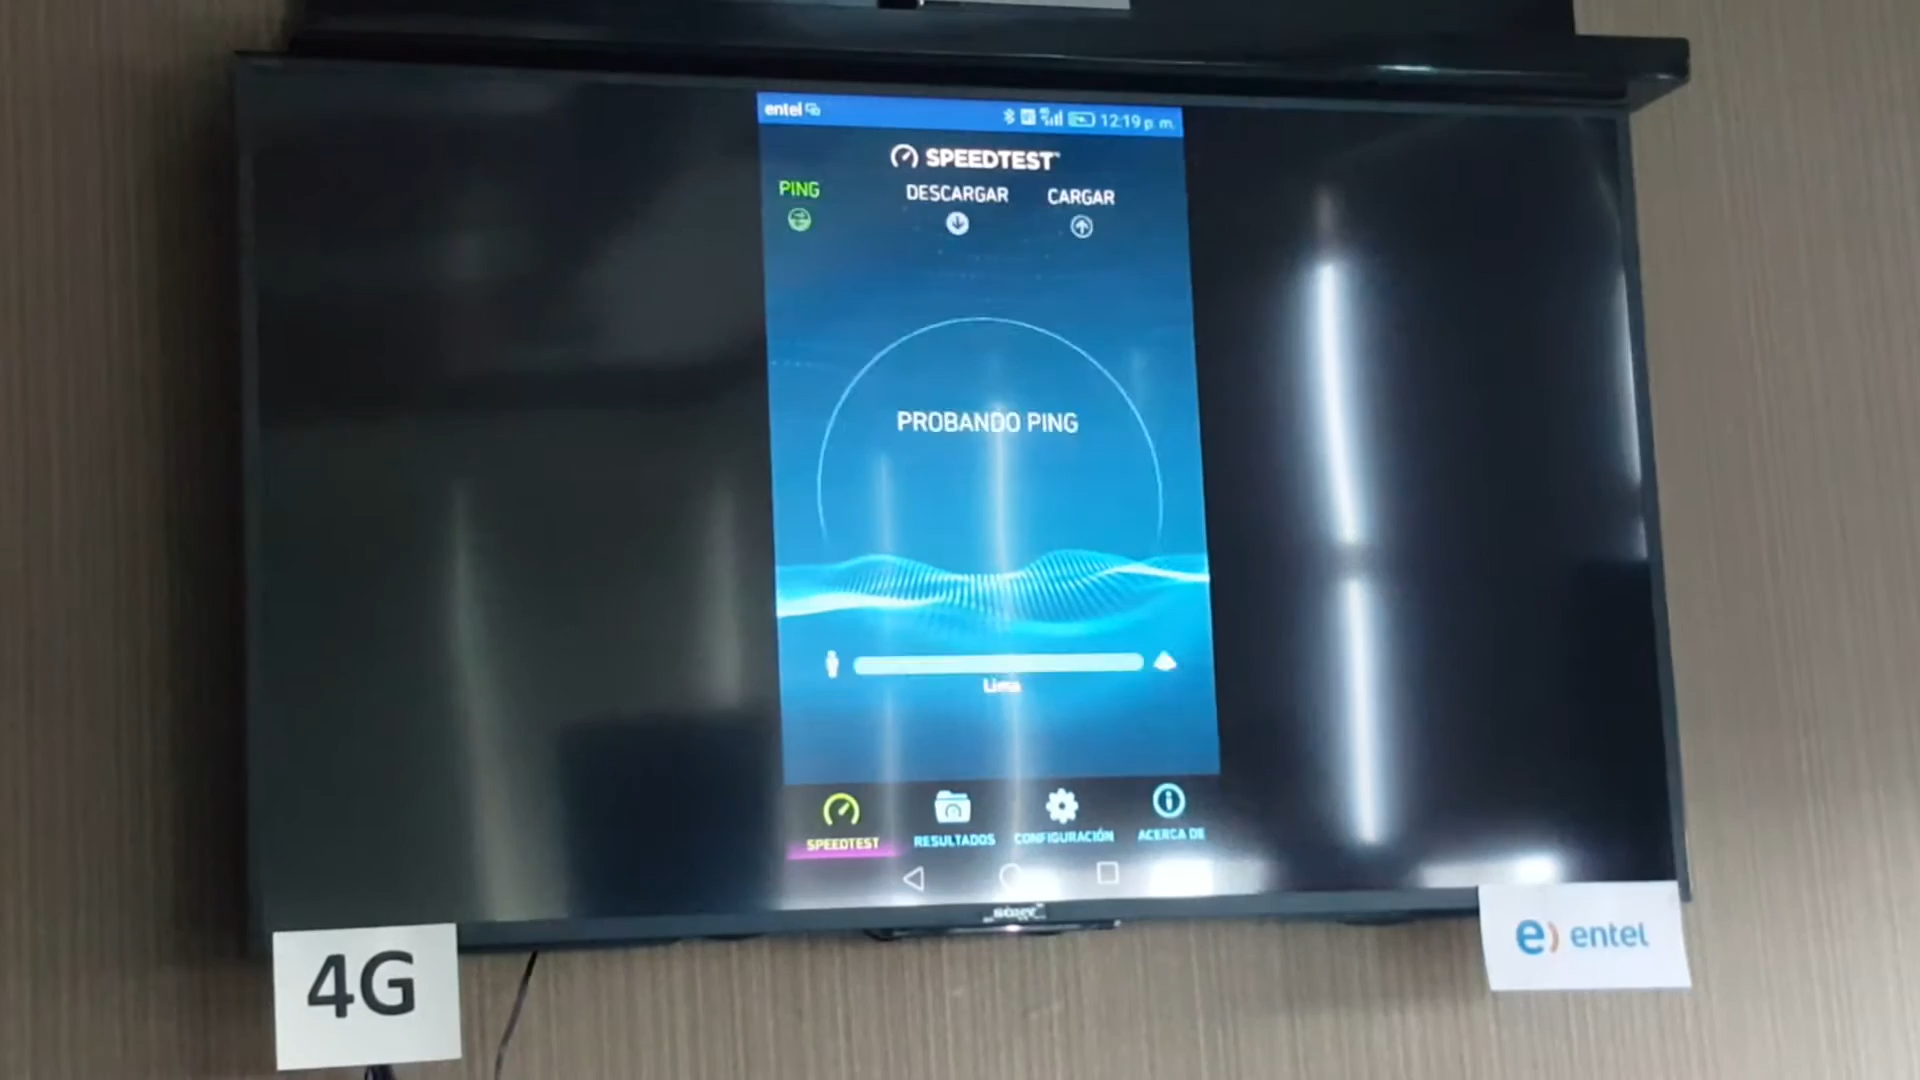 entel
12:19 p. m.
SPEEDTEST
PING
DESCARGAR
CARGAR
PROBANDO PING
Lima
SPEEDTEST
RESULTADOS
CONFIGURACIÓN
ACERCA DE
4G
e) entel